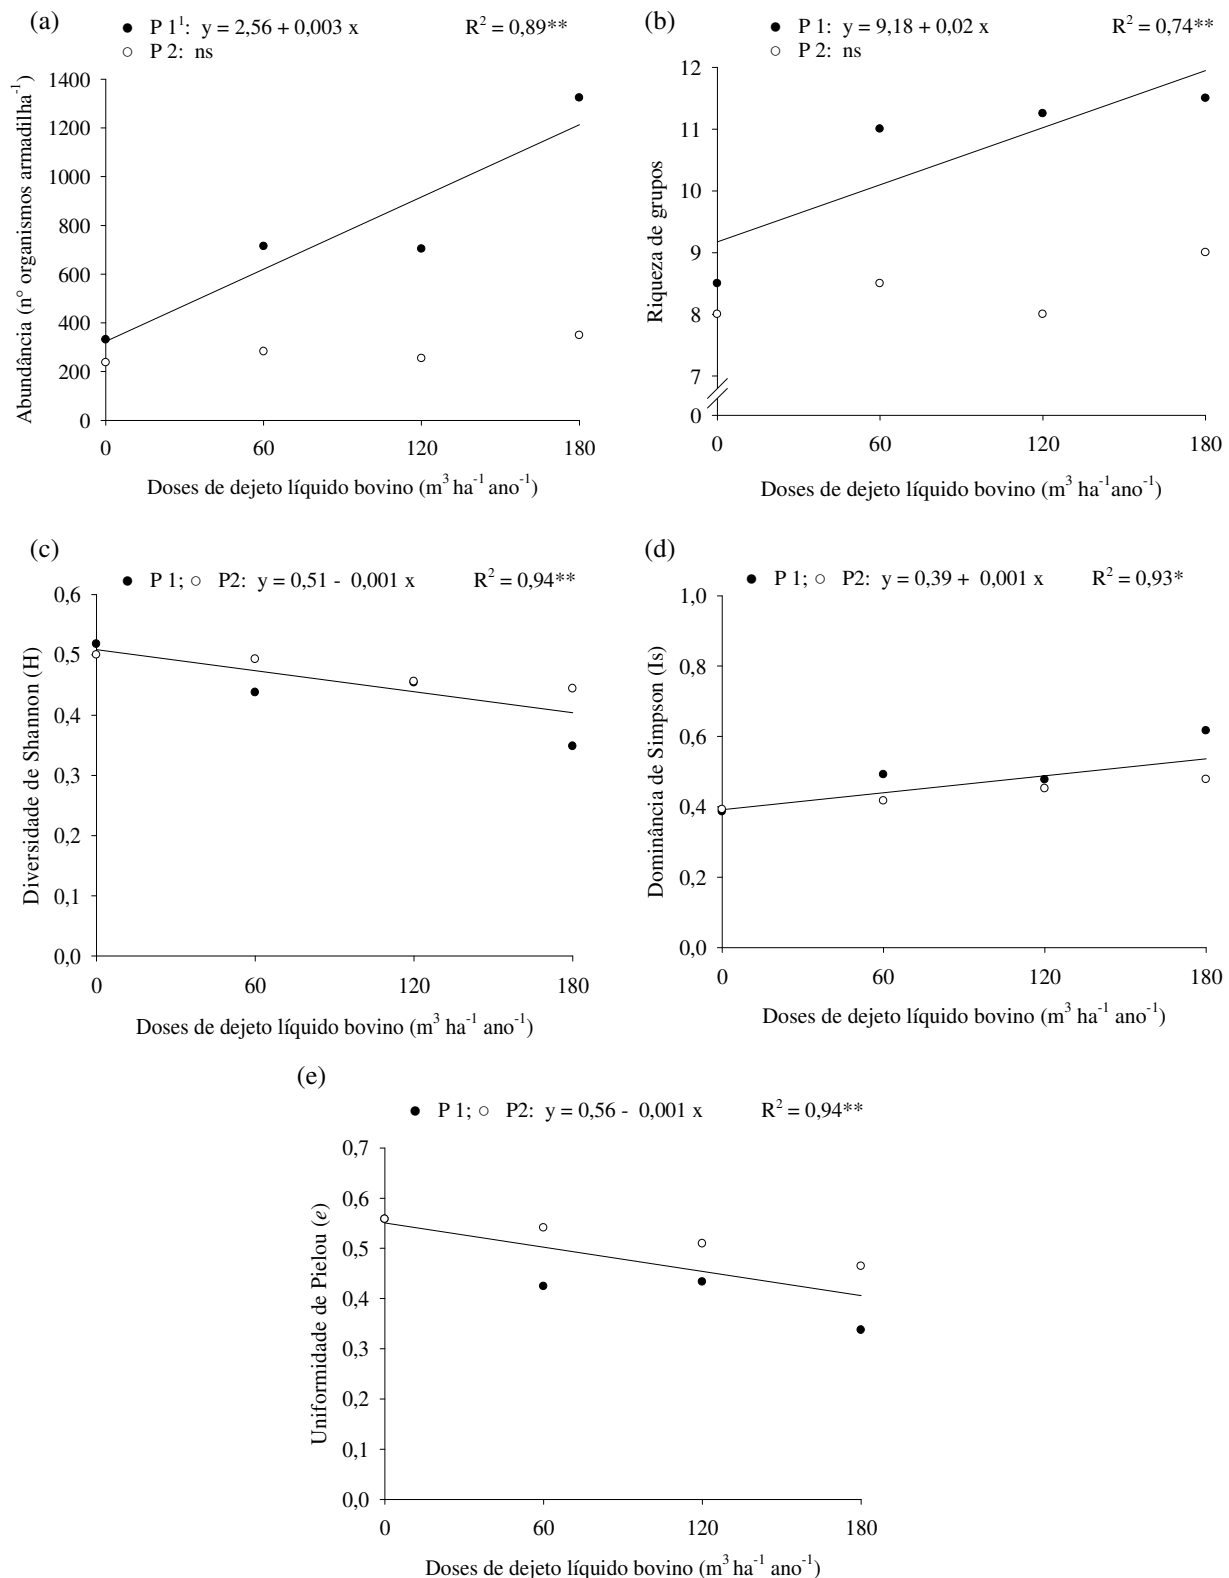 (a)
● P 1¹: y = 2,56 + 0,003 x R² = 0,89**
○ P 2: ns
Abundância (n° organismos armadilha⁻¹)
1400
1200
1000
800
600
400
200
0
0 60 120 180
Doses de dejeto líquido bovino (m³ ha⁻¹ ano⁻¹)
(b)
● P 1: y = 9,18 + 0,02 x R² = 0,74**
○ P 2: ns
Riqueza de grupos
12
11
10
9
8
7
0
0 60 120 180
Doses de dejeto líquido bovino (m³ ha⁻¹ ano⁻¹)
(c)
● P 1; ○ P2: y = 0,51 - 0,001 x R² = 0,94**
Diversidade de Shannon (H)
0,6
0,5
0,4
0,3
0,2
0,1
0,0
0 60 120 180
Doses de dejeto líquido bovino (m³ ha⁻¹ ano⁻¹)
(d)
● P 1; ○ P2: y = 0,39 + 0,001 x R² = 0,93*
Dominância de Simpson (Is)
1,0
0,8
0,6
0,4
0,2
0,0
0 60 120 180
Doses de dejeto líquido bovino (m³ ha⁻¹ ano⁻¹)
(e)
● P 1; ○ P2: y = 0,56 - 0,001 x R² = 0,94**
Uniformidade de Pielou (e)
0,7
0,6
0,5
0,4
0,3
0,2
0,1
0,0
0 60 120 180
Doses de dejeto líquido bovino (m³ ha⁻¹ ano⁻¹)